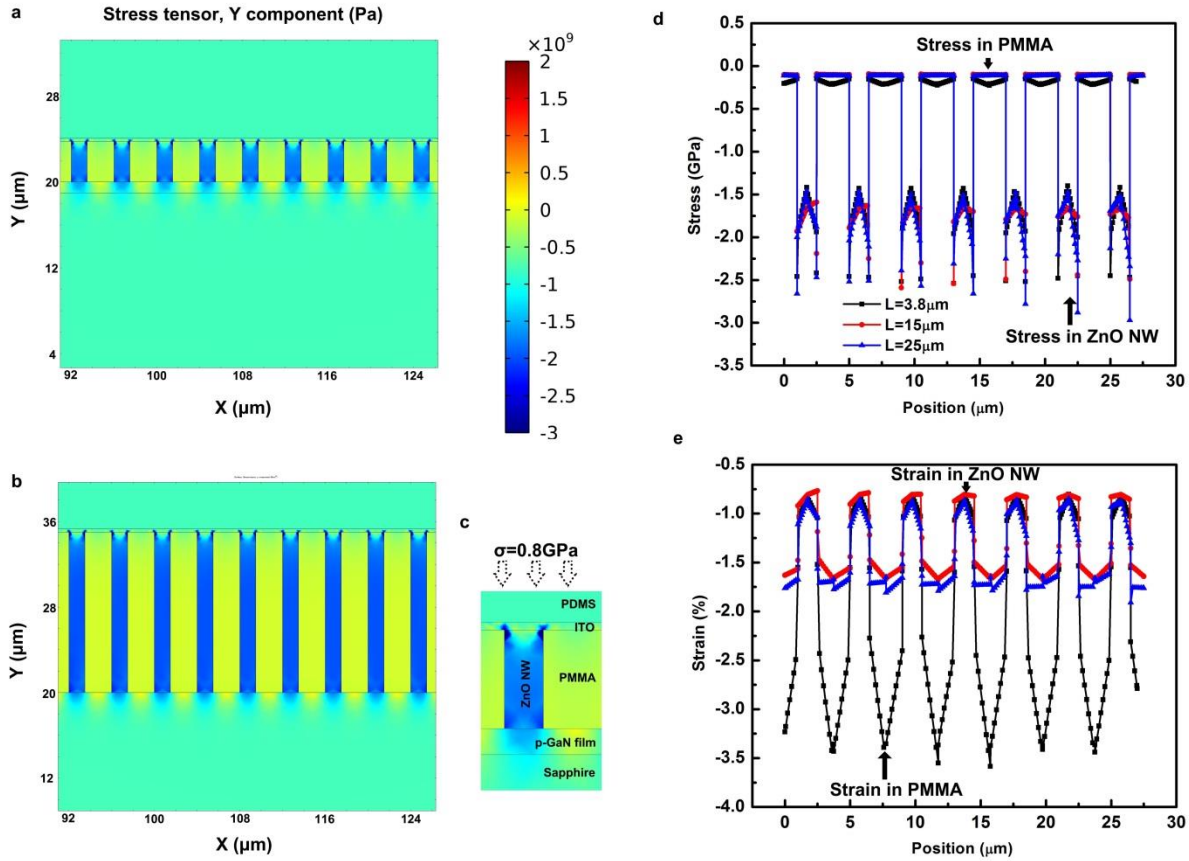 a
Stress tensor, Y component (Pa)
×10⁹
2
1.5
1
0.5
0
-0.5
-1
-1.5
-2
-2.5
-3
Y (µm)
28
20
12
4
92 100 108 116 124
X (µm)
b
Y (µm)
36
28
20
12
92 100 108 116 124
X (µm)
c
σ=0.8GPa
PDMS
ITO
ZnO NW
PMMA
p-GaN film
Sapphire
d
Stress (GPa)
0.0
-0.5
-1.0
-1.5
-2.0
-2.5
-3.0
-3.5
Stress in PMMA
L=3.8µm
L=15µm
L=25µm
Stress in ZnO NW
0 5 10 15 20 25 30
Position (µm)
e
Strain (%)
-0.5
-1.0
-1.5
-2.0
-2.5
-3.0
-3.5
-4.0
Strain in ZnO NW
Strain in PMMA
0 5 10 15 20 25 30
Position (µm)